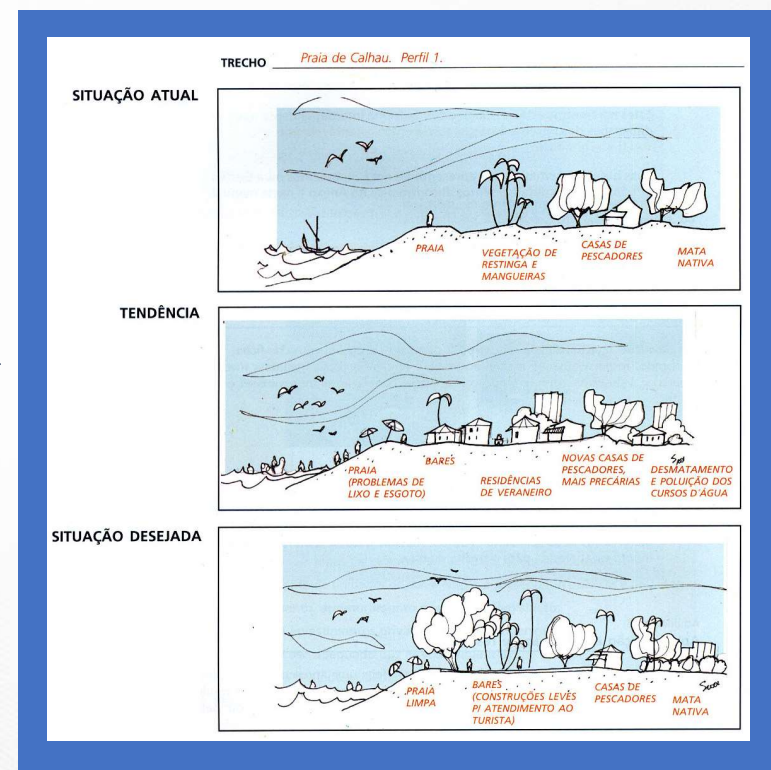 TRECHO Praia de Calhau. Perfil 1.
SITUAÇÃO ATUAL
PRAIA
VEGETAÇÃO DE
RESTINGA E
MANGUEIRAS
CASAS DE
PESCADORES
MATA
NATIVA
TENDÊNCIA
PRAIA
(PROBLEMAS DE
LIXO E ESGOTO)
BARES
RESIDÊNCIAS
DE VERANEIRO
NOVAS CASAS DE
PESCADORES,
MAIS PRECÁRIAS
DESMATAMENTO
E POLUIÇÃO DOS
CURSOS D'ÁGUA
SITUAÇÃO DESEJADA
PRAIA
LIMPA
BARES
(CONSTRUÇÕES LEVES
P/ ATENDIMENTO AO
TURISTA)
CASAS DE
PESCADORES
MATA
NATIVA